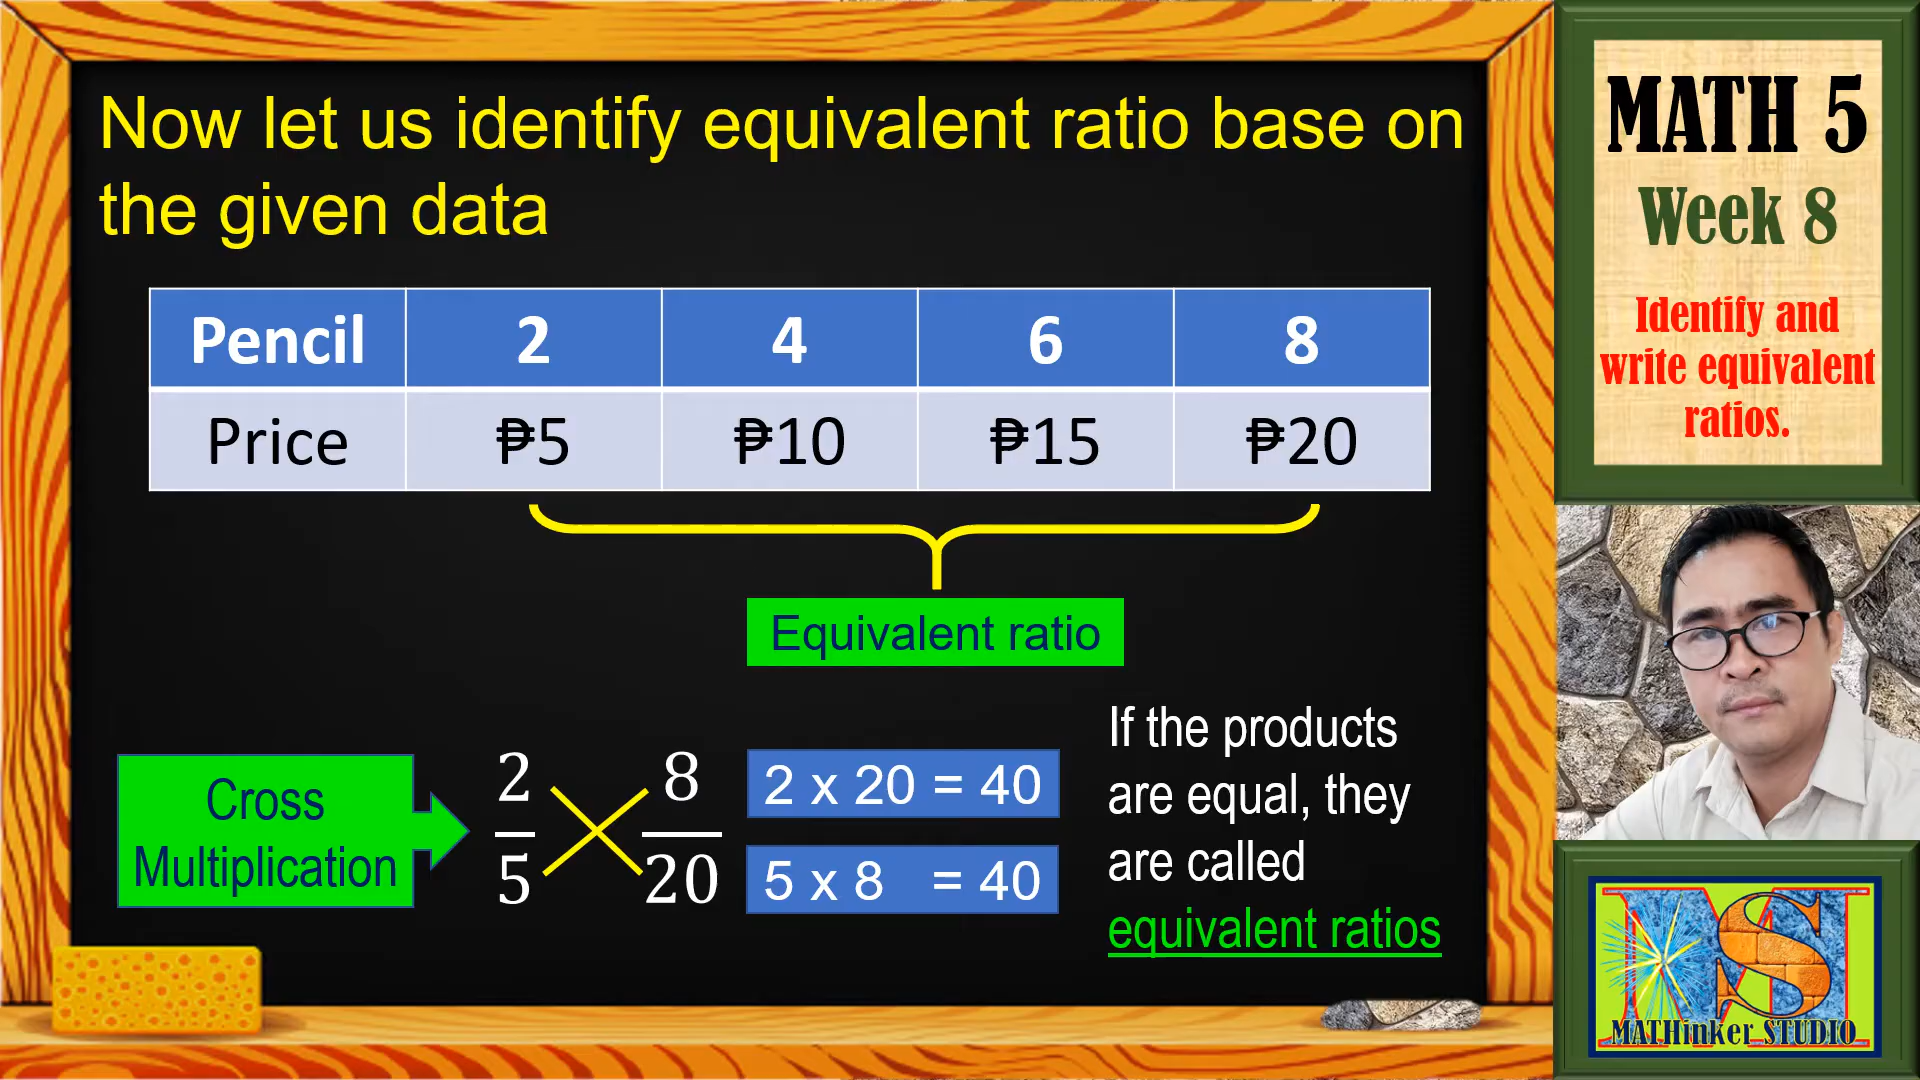 Now let us identify equivalent ratio base on
the given data
Pencil 2 4 6 8
Price ₱5 ₱10 ₱15 ₱20
Equivalent ratio
Cross
Multiplication
2/5 8/20
2 x 20 = 40
5 x 8 = 40
If the products
are equal, they
are called
equivalent ratios
MATH 5
Week 8
Identify and
write equivalent
ratios.
MS
MATHinker STUDIO